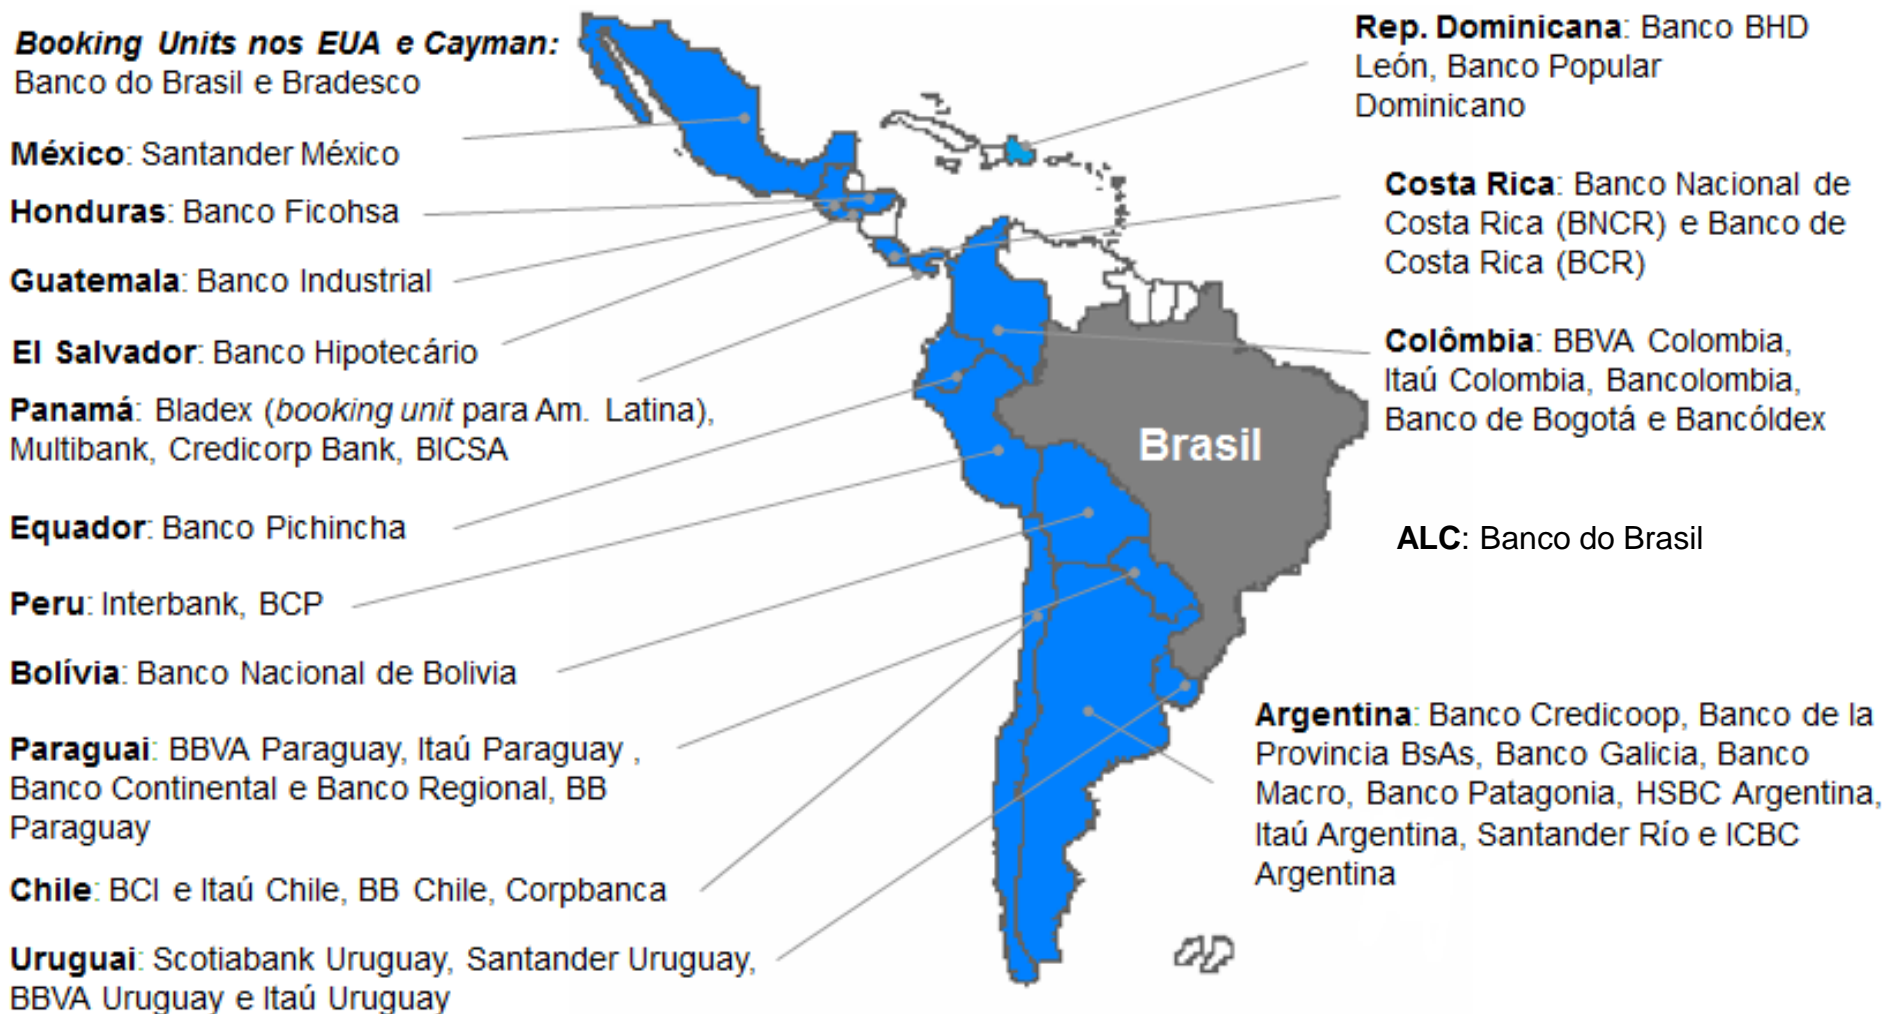 Booking Units nos EUA e Cayman:
Banco do Brasil e Bradesco
México: Santander México
Honduras: Banco Ficohsa
Guatemala: Banco Industrial
El Salvador: Banco Hipotecário
Panamá: Bladex (booking unit para Am. Latina),
Multibank, Credicorp Bank, BICSA
Equador: Banco Pichincha
Peru: Interbank, BCP
Bolívia: Banco Nacional de Bolivia
Paraguai: BBVA Paraguay, Itaú Paraguay ,
Banco Continental e Banco Regional, BB
Paraguay
Chile: BCI e Itaú Chile, BB Chile, Corpbanca
Uruguai: Scotiabank Uruguay, Santander Uruguay,
BBVA Uruguay e Itaú Uruguay
Brasil
Rep. Dominicana: Banco BHD
León, Banco Popular
Dominicano
Costa Rica: Banco Nacional de
Costa Rica (BNCR) e Banco de
Costa Rica (BCR)
Colômbia: BBVA Colombia,
Itaú Colombia, Bancolombia,
Banco de Bogotá e Bancóldex
ALC: Banco do Brasil
Argentina: Banco Credicoop, Banco de la
Provincia BsAs, Banco Galicia, Banco
Macro, Banco Patagonia, HSBC Argentina,
Itaú Argentina, Santander Río e ICBC
Argentina